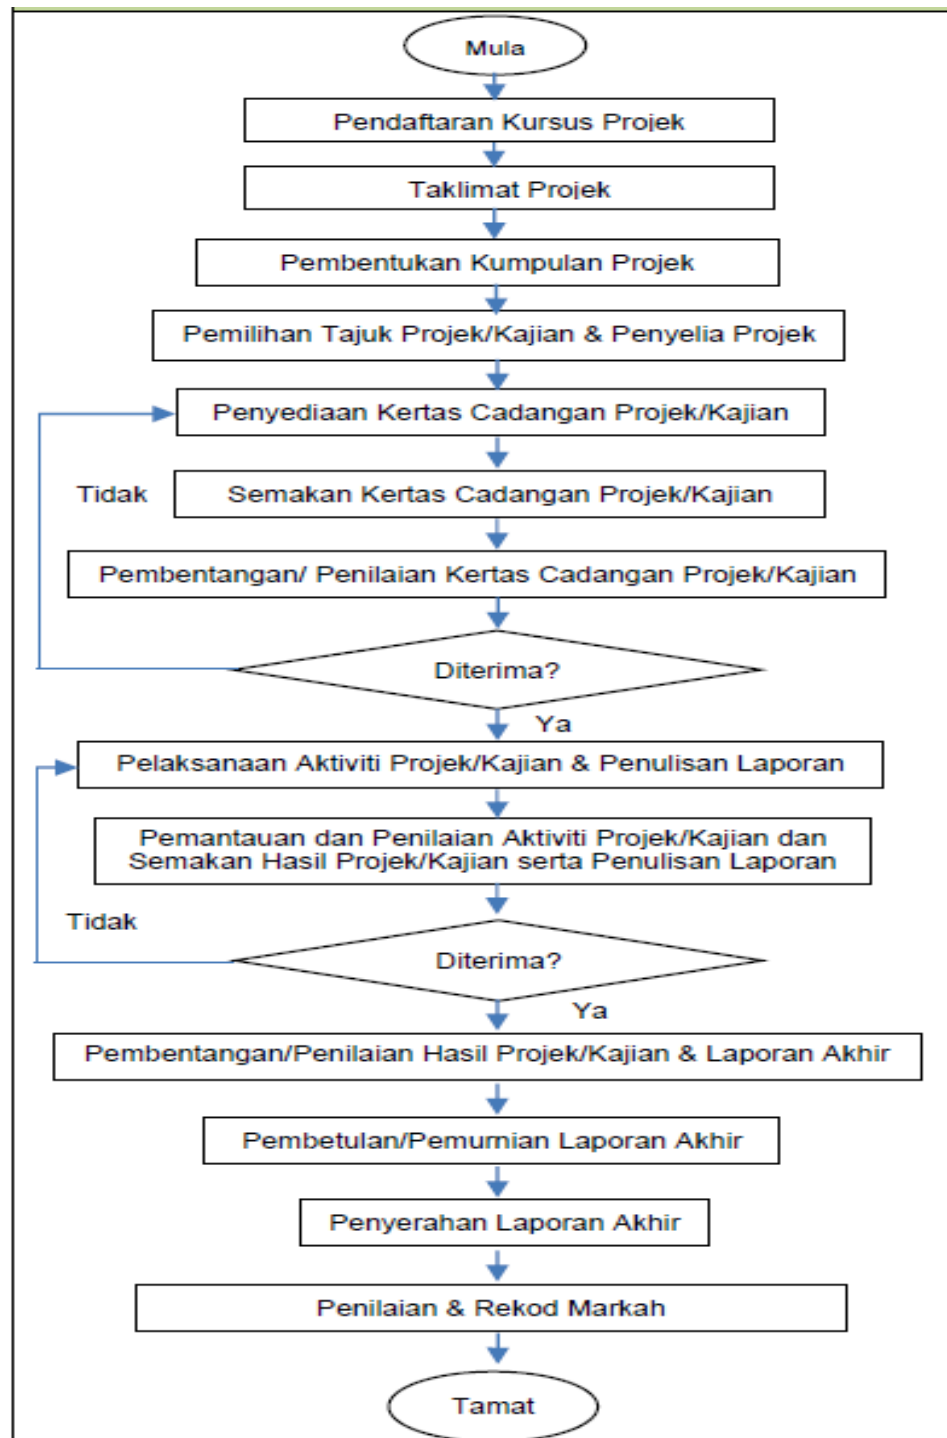 Mula
Pendaftaran Kursus Projek
Taklimat Projek
Pembentukan Kumpulan Projek
Pemilihan Tajuk Projek/Kajian & Penyelia Projek
Penyediaan Kertas Cadangan Projek/Kajian
Tidak
Semakan Kertas Cadangan Projek/Kajian
Pembentangan/ Penilaian Kertas Cadangan Projek/Kajian
Diterima?
Ya
Pelaksanaan Aktiviti Projek/Kajian & Penulisan Laporan
Pemantauan dan Penilaian Aktiviti Projek/Kajian dan
Semakan Hasil Projek/Kajian serta Penulisan Laporan
Tidak
Diterima?
Ya
Pembentangan/Penilaian Hasil Projek/Kajian & Laporan Akhir
Pembetulan/Pemurnian Laporan Akhir
Penyerahan Laporan Akhir
Penilaian & Rekod Markah
Tamat